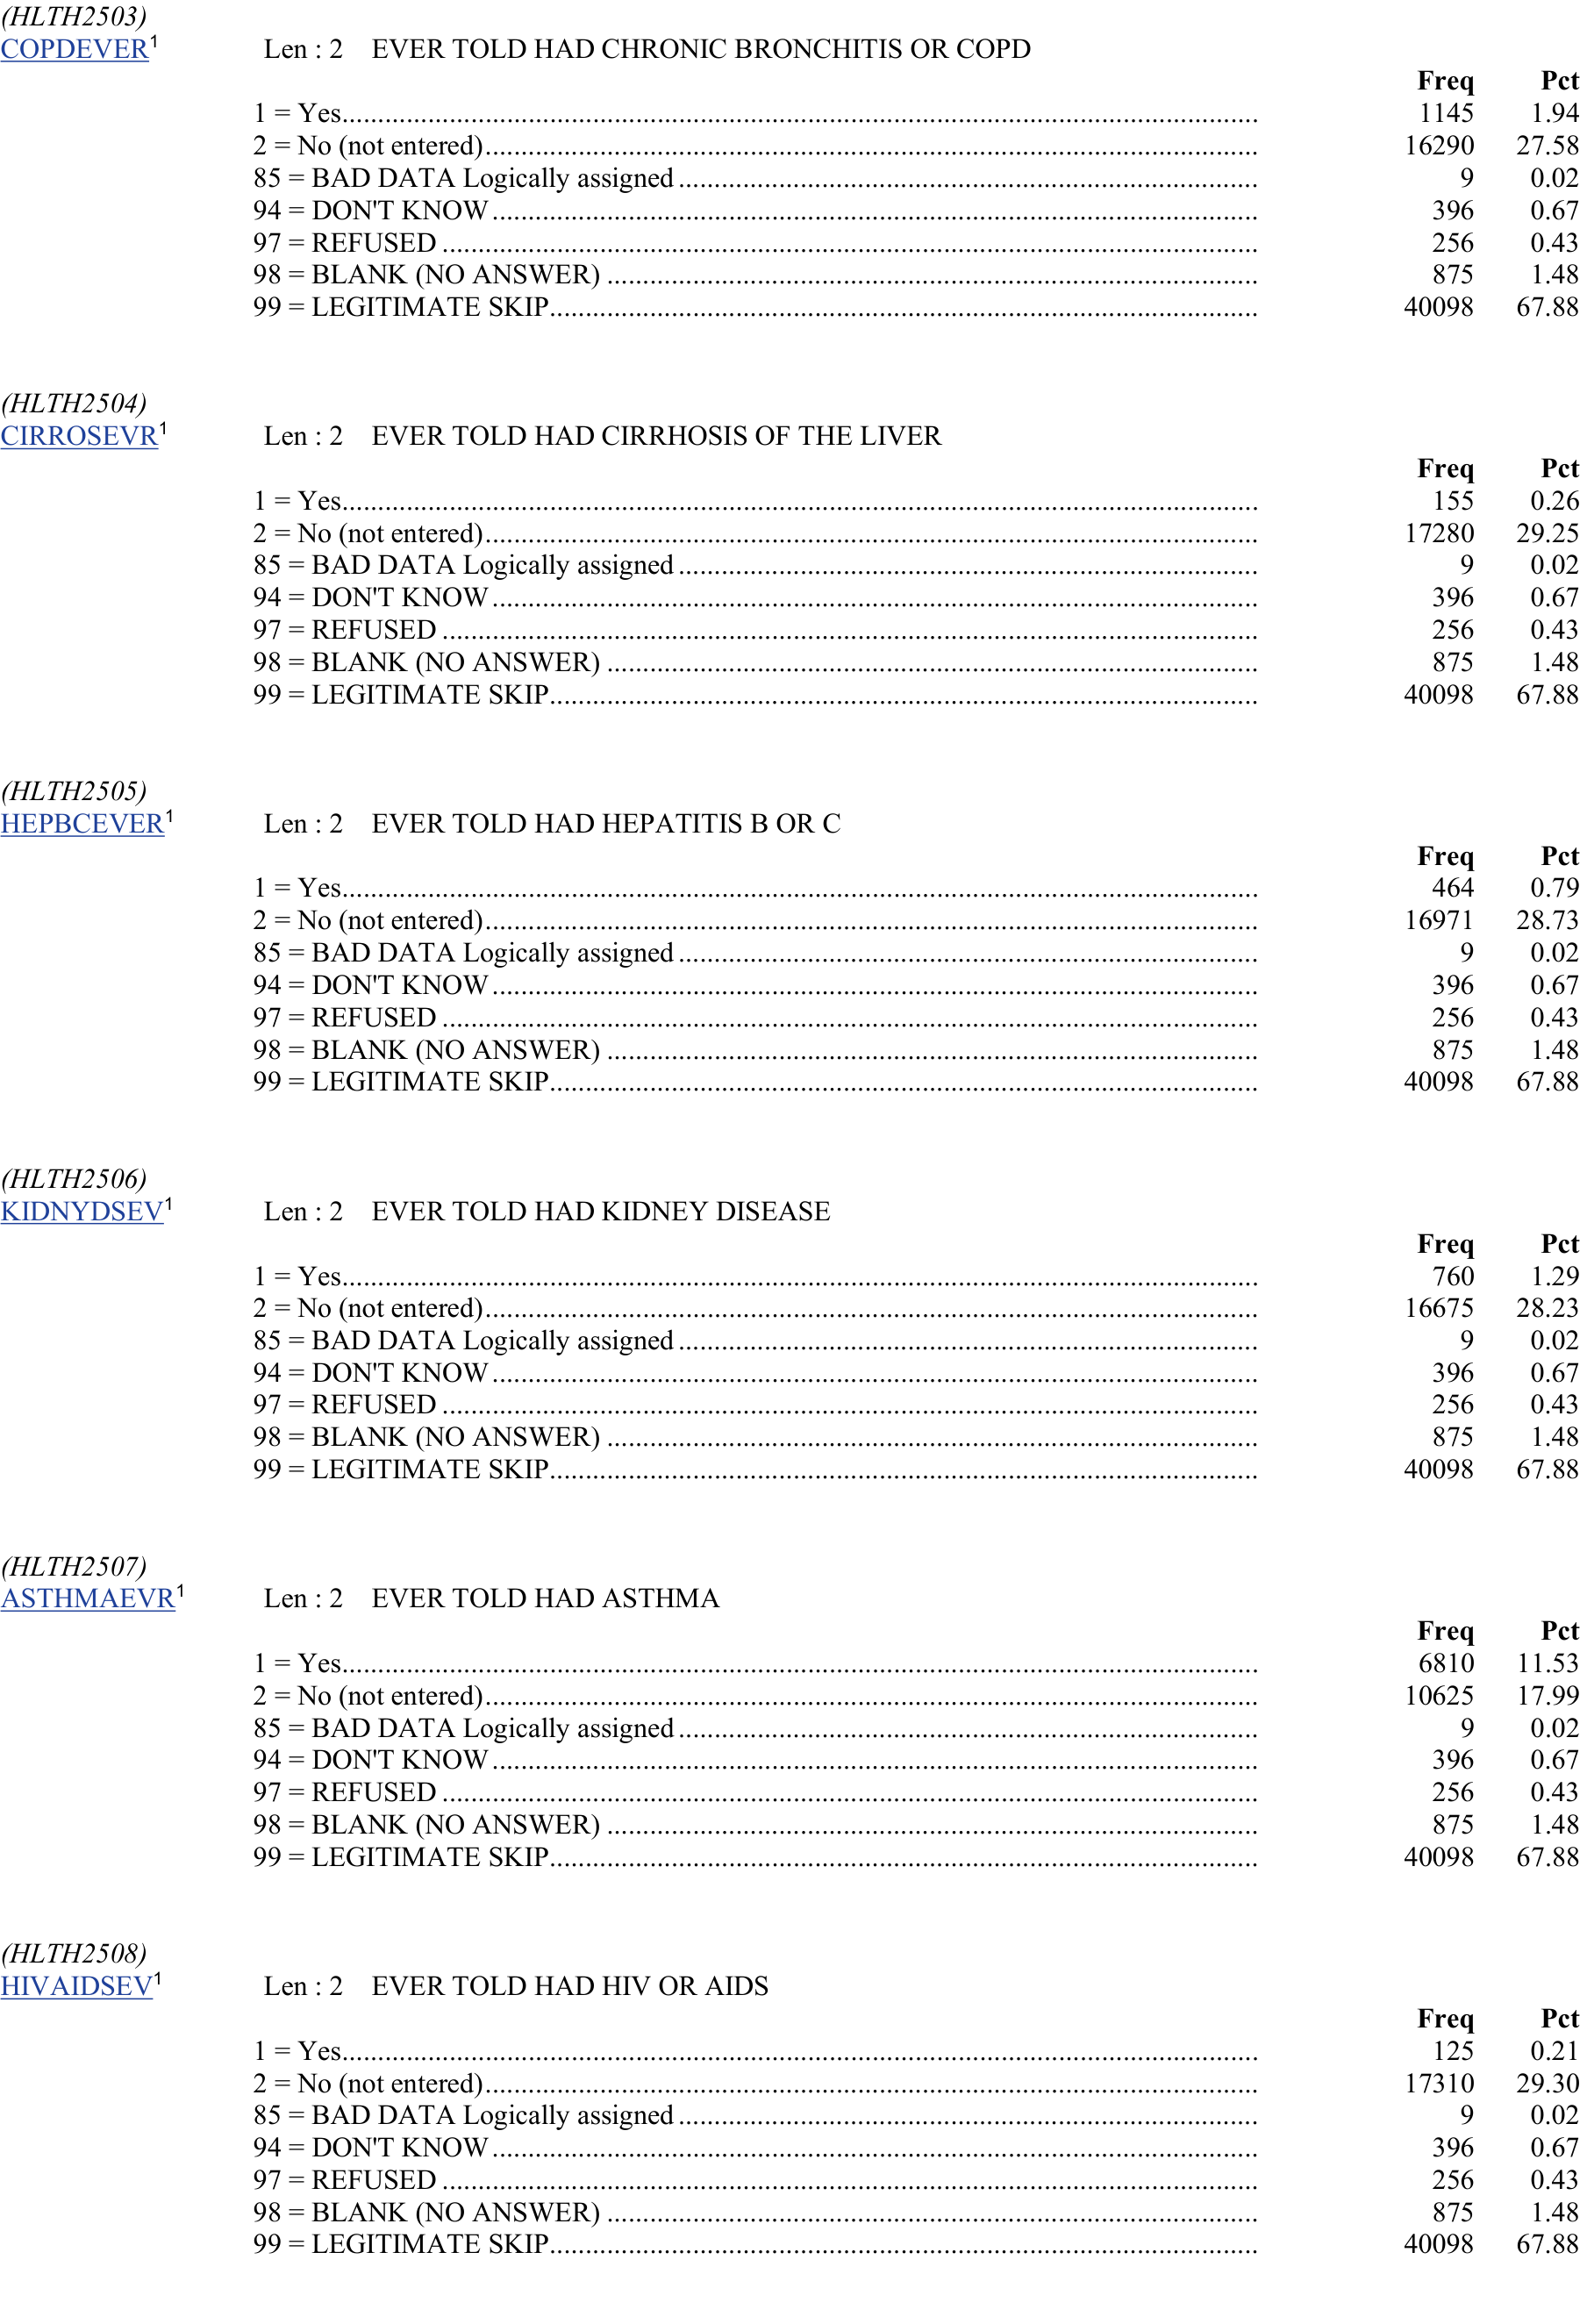 (HLTH2503)
COPDEVER¹ Len : 2 EVER TOLD HAD CHRONIC BRONCHITIS OR COPD
Freq Pct
1 = Yes 1145 1.94
2 = No (not entered) 16290 27.58
85 = BAD DATA Logically assigned 9 0.02
94 = DON'T KNOW 396 0.67
97 = REFUSED 256 0.43
98 = BLANK (NO ANSWER) 875 1.48
99 = LEGITIMATE SKIP 40098 67.88
(HLTH2504)
CIRROSEVR¹ Len : 2 EVER TOLD HAD CIRRHOSIS OF THE LIVER
Freq Pct
1 = Yes 155 0.26
2 = No (not entered) 17280 29.25
85 = BAD DATA Logically assigned 9 0.02
94 = DON'T KNOW 396 0.67
97 = REFUSED 256 0.43
98 = BLANK (NO ANSWER) 875 1.48
99 = LEGITIMATE SKIP 40098 67.88
(HLTH2505)
HEPBCEVER¹ Len : 2 EVER TOLD HAD HEPATITIS B OR C
Freq Pct
1 = Yes 464 0.79
2 = No (not entered) 16971 28.73
85 = BAD DATA Logically assigned 9 0.02
94 = DON'T KNOW 396 0.67
97 = REFUSED 256 0.43
98 = BLANK (NO ANSWER) 875 1.48
99 = LEGITIMATE SKIP 40098 67.88
(HLTH2506)
KIDNYDSEV¹ Len : 2 EVER TOLD HAD KIDNEY DISEASE
Freq Pct
1 = Yes 760 1.29
2 = No (not entered) 16675 28.23
85 = BAD DATA Logically assigned 9 0.02
94 = DON'T KNOW 396 0.67
97 = REFUSED 256 0.43
98 = BLANK (NO ANSWER) 875 1.48
99 = LEGITIMATE SKIP 40098 67.88
(HLTH2507)
ASTHMAEVR¹ Len : 2 EVER TOLD HAD ASTHMA
Freq Pct
1 = Yes 6810 11.53
2 = No (not entered) 10625 17.99
85 = BAD DATA Logically assigned 9 0.02
94 = DON'T KNOW 396 0.67
97 = REFUSED 256 0.43
98 = BLANK (NO ANSWER) 875 1.48
99 = LEGITIMATE SKIP 40098 67.88
(HLTH2508)
HIVAIDSEV¹ Len : 2 EVER TOLD HAD HIV OR AIDS
Freq Pct
1 = Yes 125 0.21
2 = No (not entered) 17310 29.30
85 = BAD DATA Logically assigned 9 0.02
94 = DON'T KNOW 396 0.67
97 = REFUSED 256 0.43
98 = BLANK (NO ANSWER) 875 1.48
99 = LEGITIMATE SKIP 40098 67.88